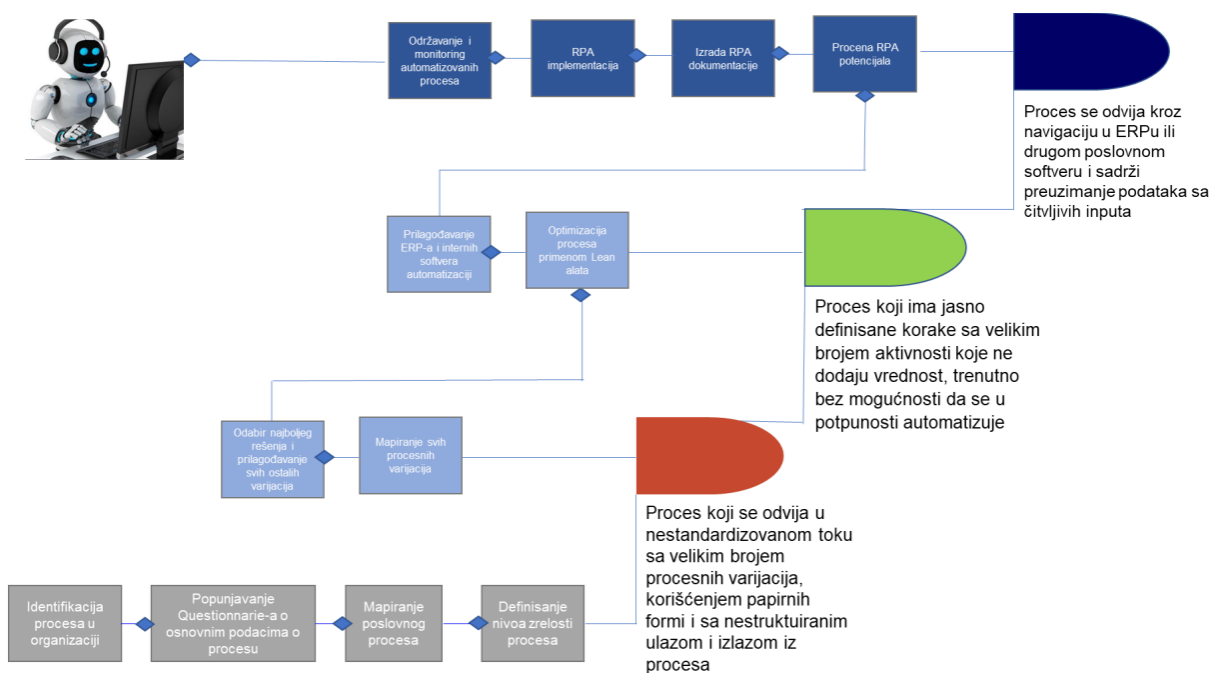 Održavanje i
monitoring
automatizovanih
procesa
RPA
implementacija
Izrada RPA
dokumentacije
Procena RPA
potencijala
Proces se odvija kroz
navigaciju u ERPu ili
drugom poslovnom
softveru i sadrži
preuzimanje podataka sa
čitvljivih inputa
Prilagođavanje
ERP-a i internih
softvera
automatizaciji
Optimizacija
procesa
primenom Lean
alata
Proces koji ima jasno
definisane korake sa velikim
brojem aktivnosti koje ne
dodaju vrednost, trenutno
bez mogućnosti da se u
potpunosti automatizuje
Odabir najboljeg
rešenja i
prilagođavanje
svih ostalih
varijacija
Mapiranje svih
procesnih
varijacija
Proces koji se odvija u
nestandardizovanom toku
sa velikim brojem
procesnih varijacija,
korišćenjem papirnih
formi i sa nestruktuiranim
ulazom i izlazom iz
procesa
Identifikacija
procesa u
organizaciji
Popunjavanje
Questionnarie-a o
osnovnim podacima o
procesu
Mapiranje
poslovnog
procesa
Definisanje
nivoa zrelosti
procesa